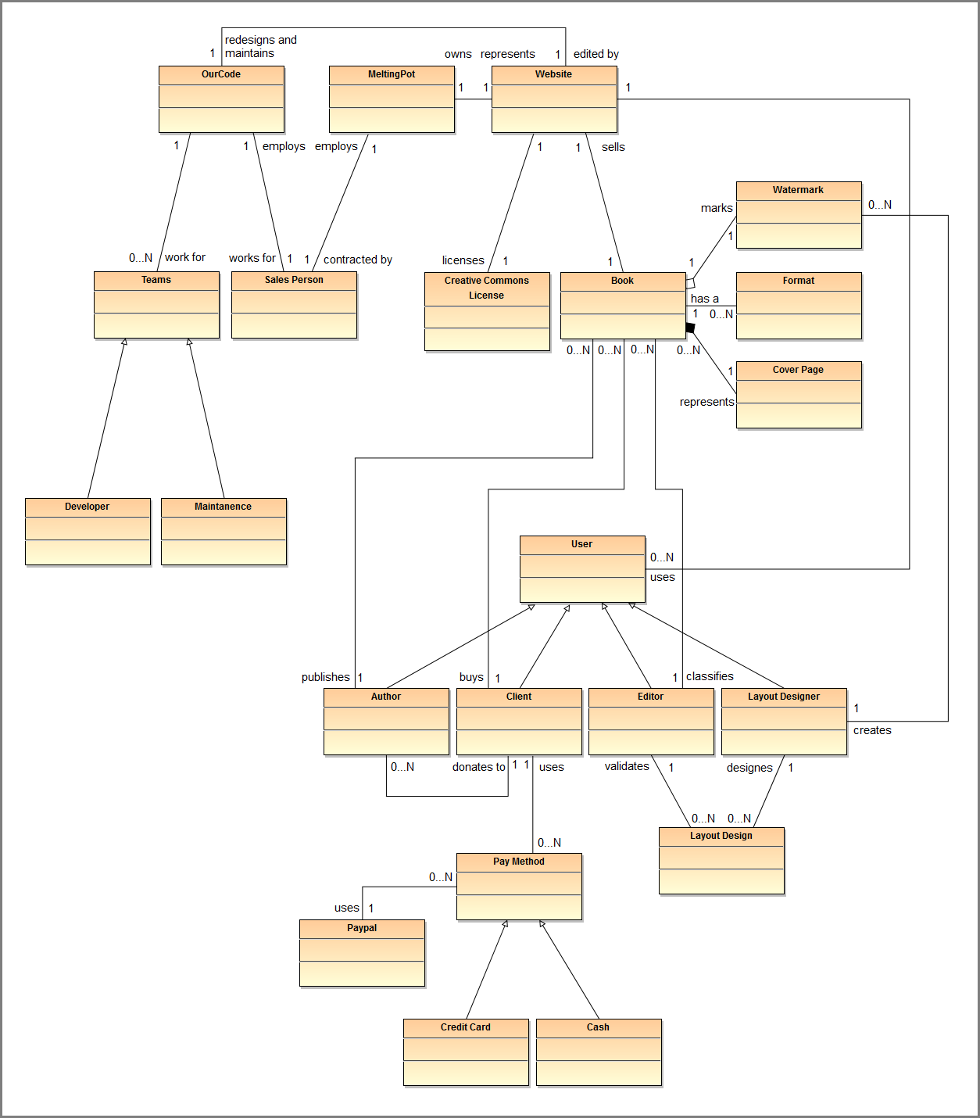 redesigns and
maintains
1
owns
represents
1
edited by
OurCode
MeltingPot
Website
1
1
1
1
employs
employs
1
1
1
sells
1
Watermark
0...N
marks
1
0...N
work for
works for
1
1
contracted by
licenses
1
1
1
Teams
Sales Person
Creative Commons
License
Book
Format
has a
1
0...N
0...N
0...N
0...N
0...N
1
Cover Page
represents
Developer
Maintanence
User
0...N
uses
publishes
1
buys
1
1
classifies
Author
Client
Editor
Layout Designer
1
creates
0...N
donates to
1
1
uses
validates
1
designes
1
0...N
0...N
Layout Design
0...N
Pay Method
0...N
uses
1
Paypal
Credit Card
Cash